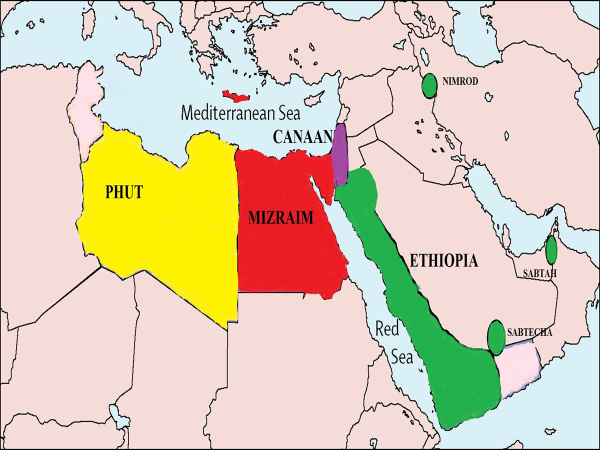 NIMROD
Mediterranean Sea
CANAAN
PHUT
MIZRAIM
ETHIOPIA
SABTAH
Red
Sea
SABTECHA